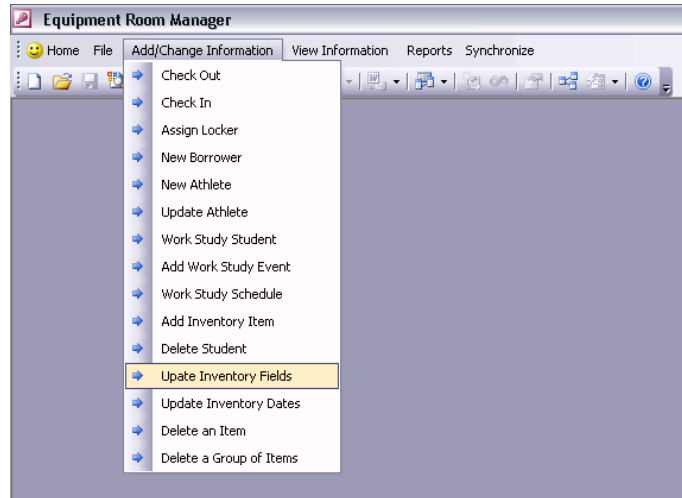 Equipment Room Manager
Home File Add/Change Information View Information Reports Synchronize
Check Out
Check In
Assign Locker
New Borrower
New Athlete
Update Athlete
Work Study Student
Add Work Study Event
Work Study Schedule
Add Inventory Item
Delete Student
Upate Inventory Fields
Update Inventory Dates
Delete an Item
Delete a Group of Items